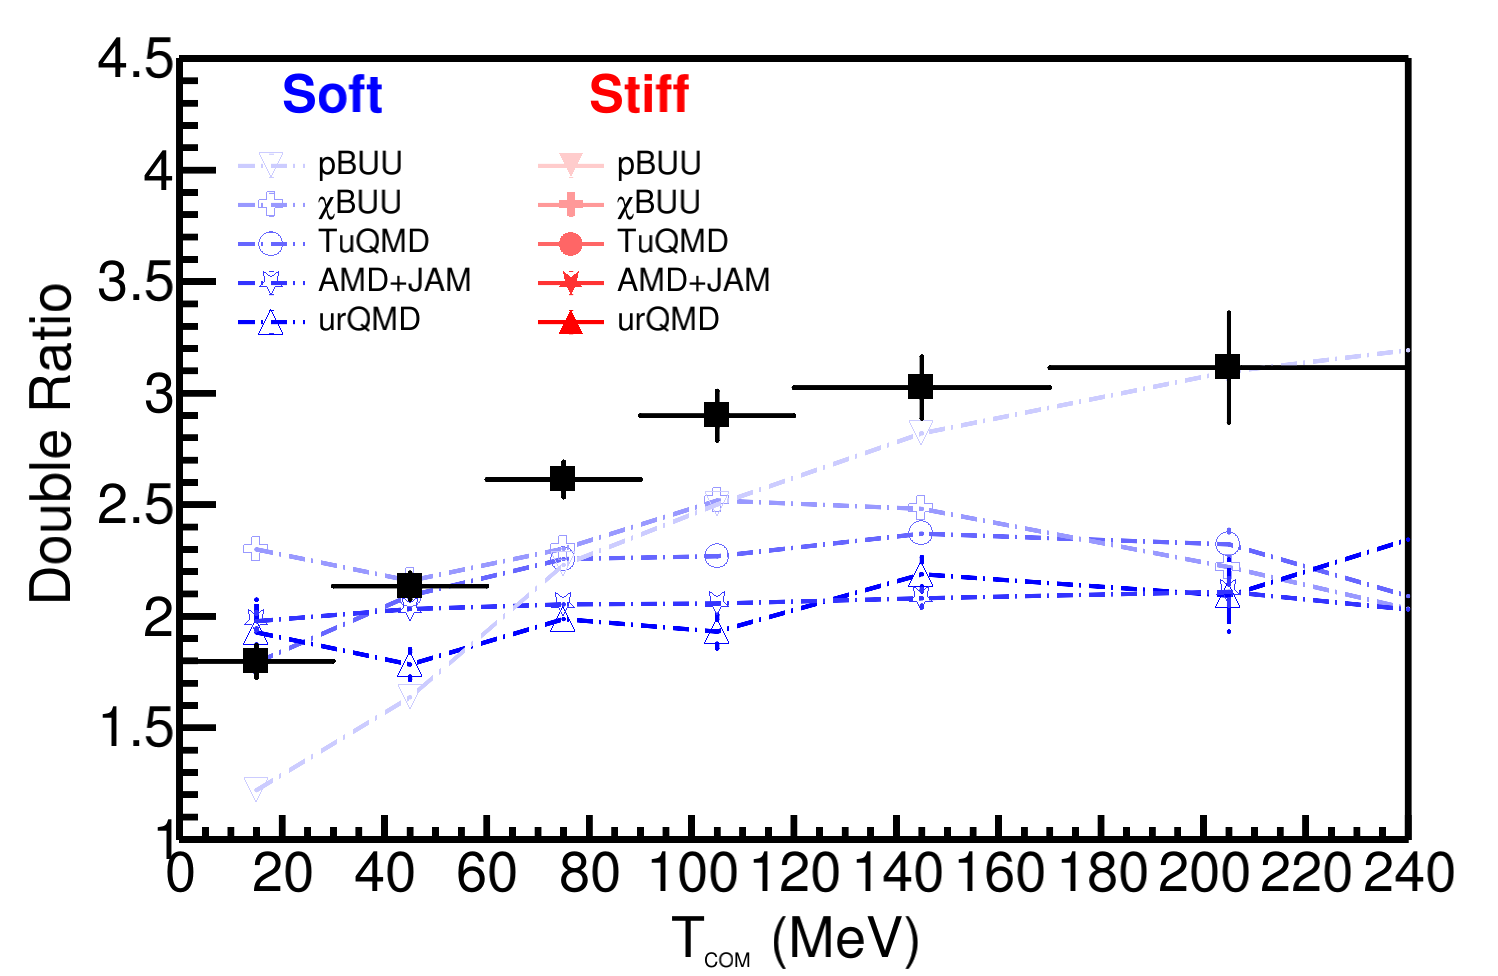 Soft Stiff
pBUU pBUU
χBUU χBUU
TuQMD TuQMD
AMD+JAM AMD+JAM
urQMD urQMD
4.5
4
3.5
3
2.5
2
1.5
1
Double Ratio
0 20 40 60 80 100 120 140 160 180 200 220 240
T_COM (MeV)